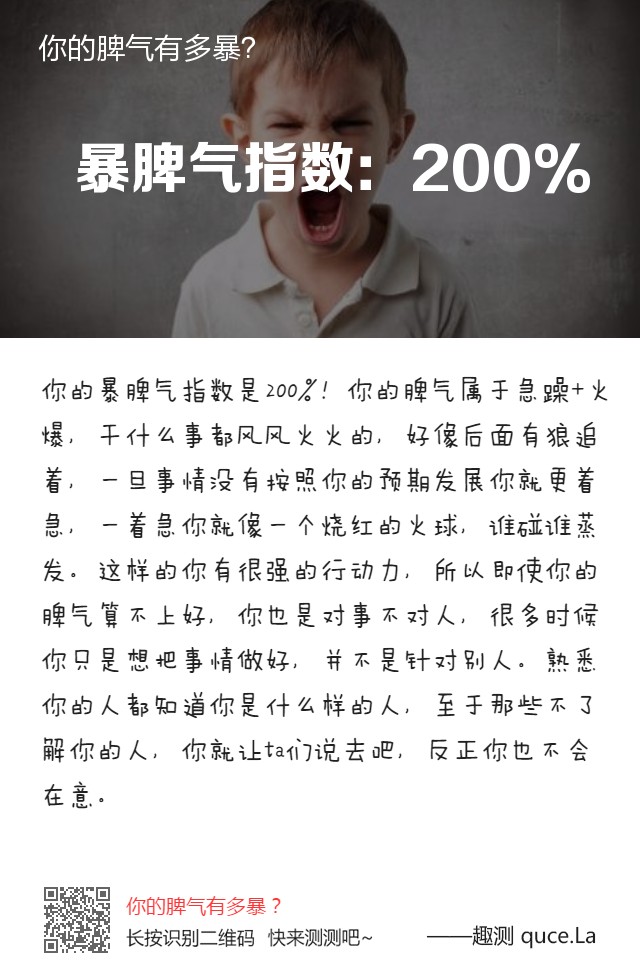 你的脾气有多暴?
暴脾气指数: 200%
你的暴脾气指数是200%! 你的脾气属于急躁+火
爆, 干什么事都风风火火的, 好像后面有狼追
着, 一旦事情没有按照你的预期发展你就更着
急, 一着急你就像一个烧红的火球, 谁碰谁蒸
发。这样的你有很强的行动力, 所以即使你的
脾气算不上好, 你也是对事不对人, 很多时候
你只是想把事情做好, 并不是针对别人。熟悉
你的人都知道你是什么样的人, 至于那些不了
解你的人, 你就让ta们说去吧, 反正你也不会
在意。
你的脾气有多暴?
长按识别二维码 快来测测吧~
——趣测 quce.La